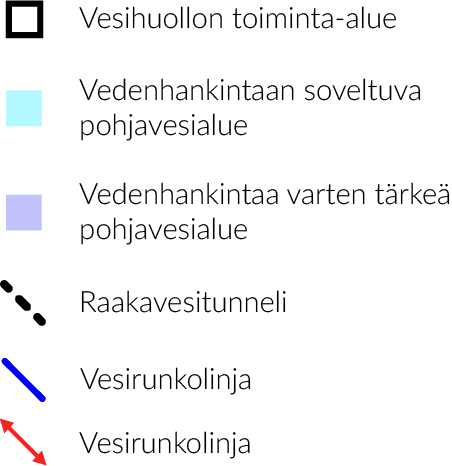 Vesihuollon toiminta-alue
Vedenhankintaan soveltuva
pohjavesialue
Vedenhankintaa varten tärkeä
pohjavesialue
Raakavesitunneli
Vesirunkolinja
Vesirunkolinja